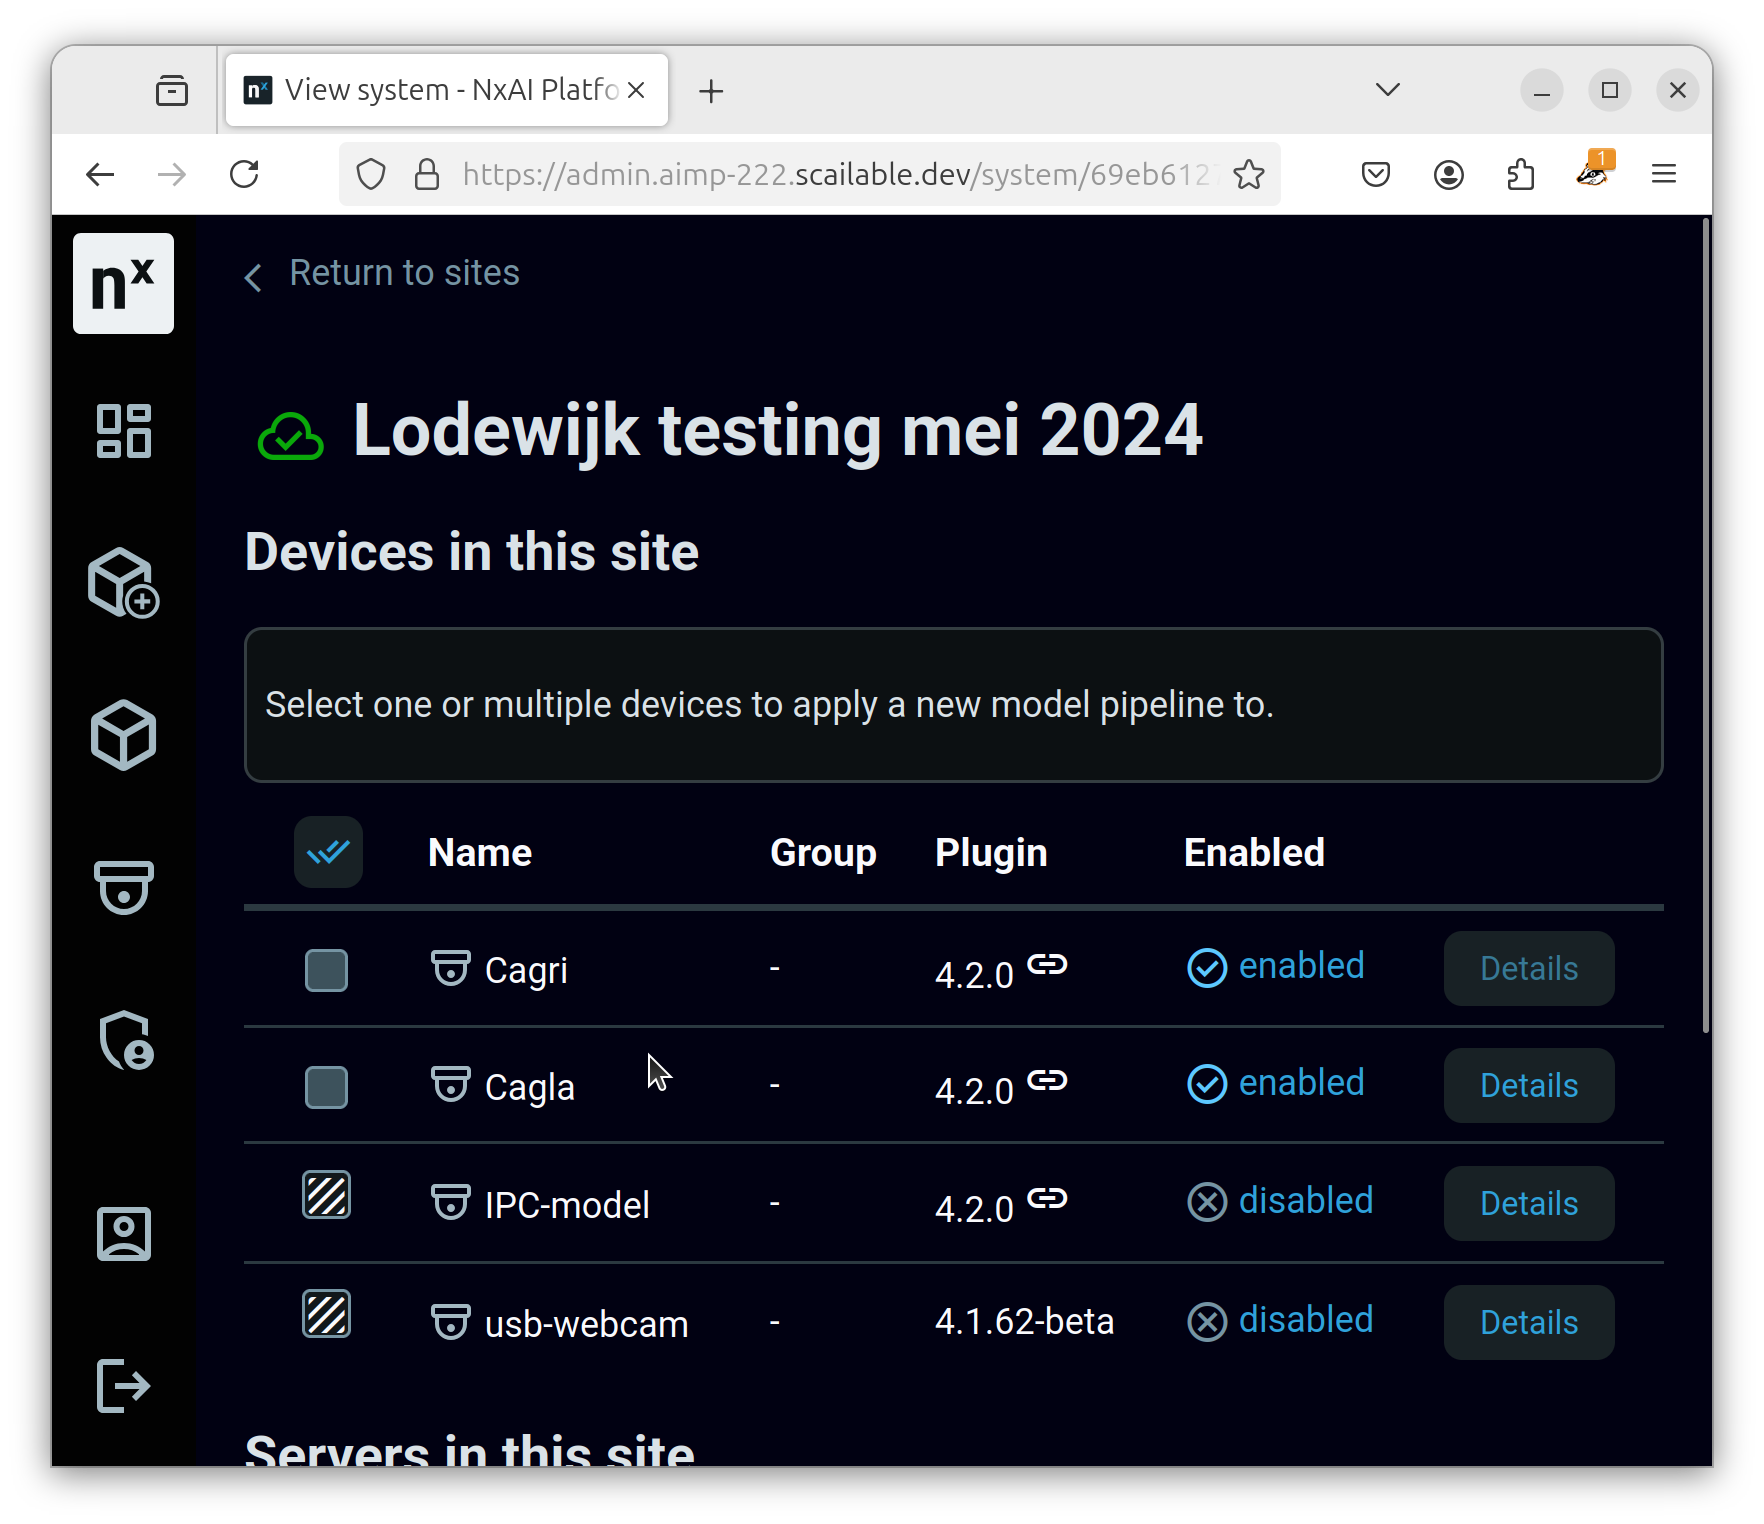 View system - NxAI Platfo
https://admin.aimp-222.scailable.dev/system/69eb6127
1
nx
Return to sites
Lodewijk testing mei 2024
Devices in this site
Select one or multiple devices to apply a new model pipeline to.
Name Group Plugin Enabled
Cagri - 4.2.0 enabled Details
Cagla - 4.2.0 enabled Details
IPC-model - 4.2.0 disabled Details
usb-webcam - 4.1.62-beta disabled Details
Servers in this site